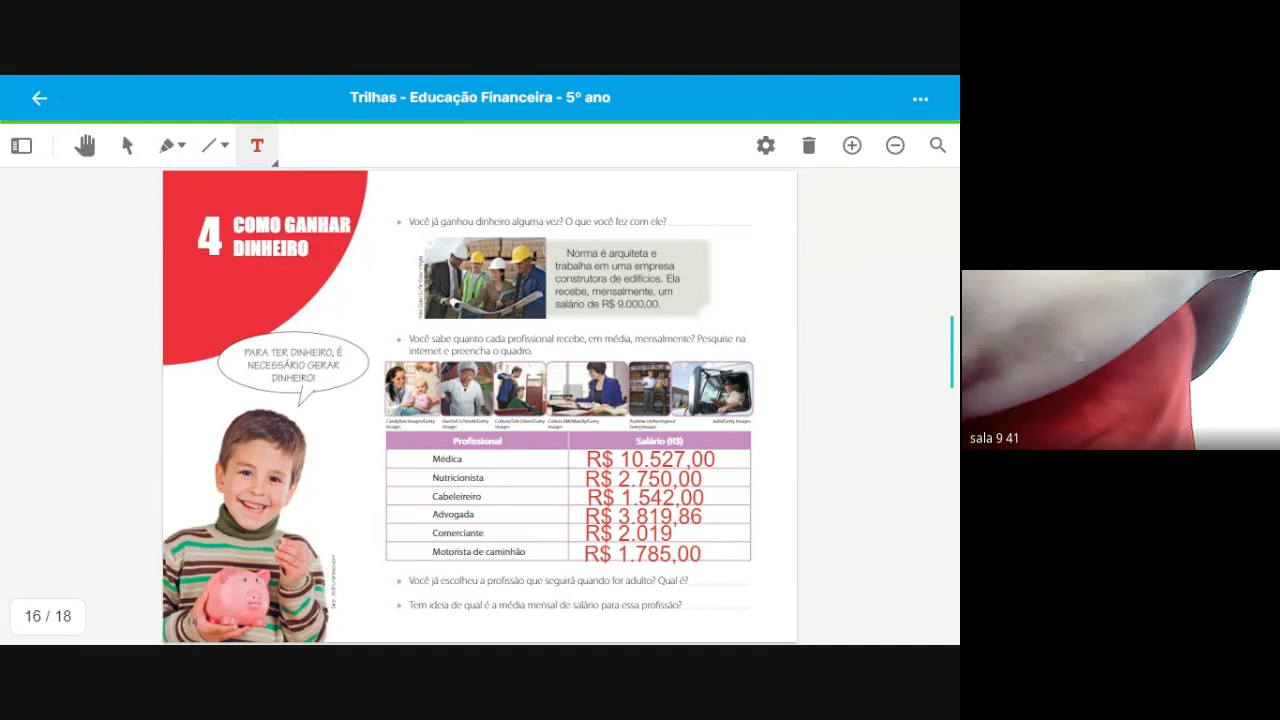 Trilhas - Educação Financeira - 5º ano
T
4 COMO GANHAR
DINHEIRO
PARA TER DINHEIRO, É
NECESSÁRIO GERAR
DINHEIRO!
Você já ganhou dinheiro alguma vez? O que você fez com ele?
Norma é arquiteta e
trabalha em uma empresa
construtora de edifícios. Ela
recebe, mensalmente, um
salário de R$ 9.000,00.
Você sabe quanto cada profissional recebe, em média, mensalmente? Pesquise na
internet e preencha o quadro.
Profissional Salário (R$)
Médica R$ 10.527,00
Nutricionista R$ 2.750,00
Cabeleireiro R$ 1.542,00
Advogada R$ 3.819,86
Comerciante R$ 2.019
Motorista de caminhão R$ 1.785,00
Você já escolheu a profissão que seguirá quando for adulto? Qual é?
Tem ideia de qual é a média mensal de salário para essa profissão?
14
16 / 18
sala 9 41